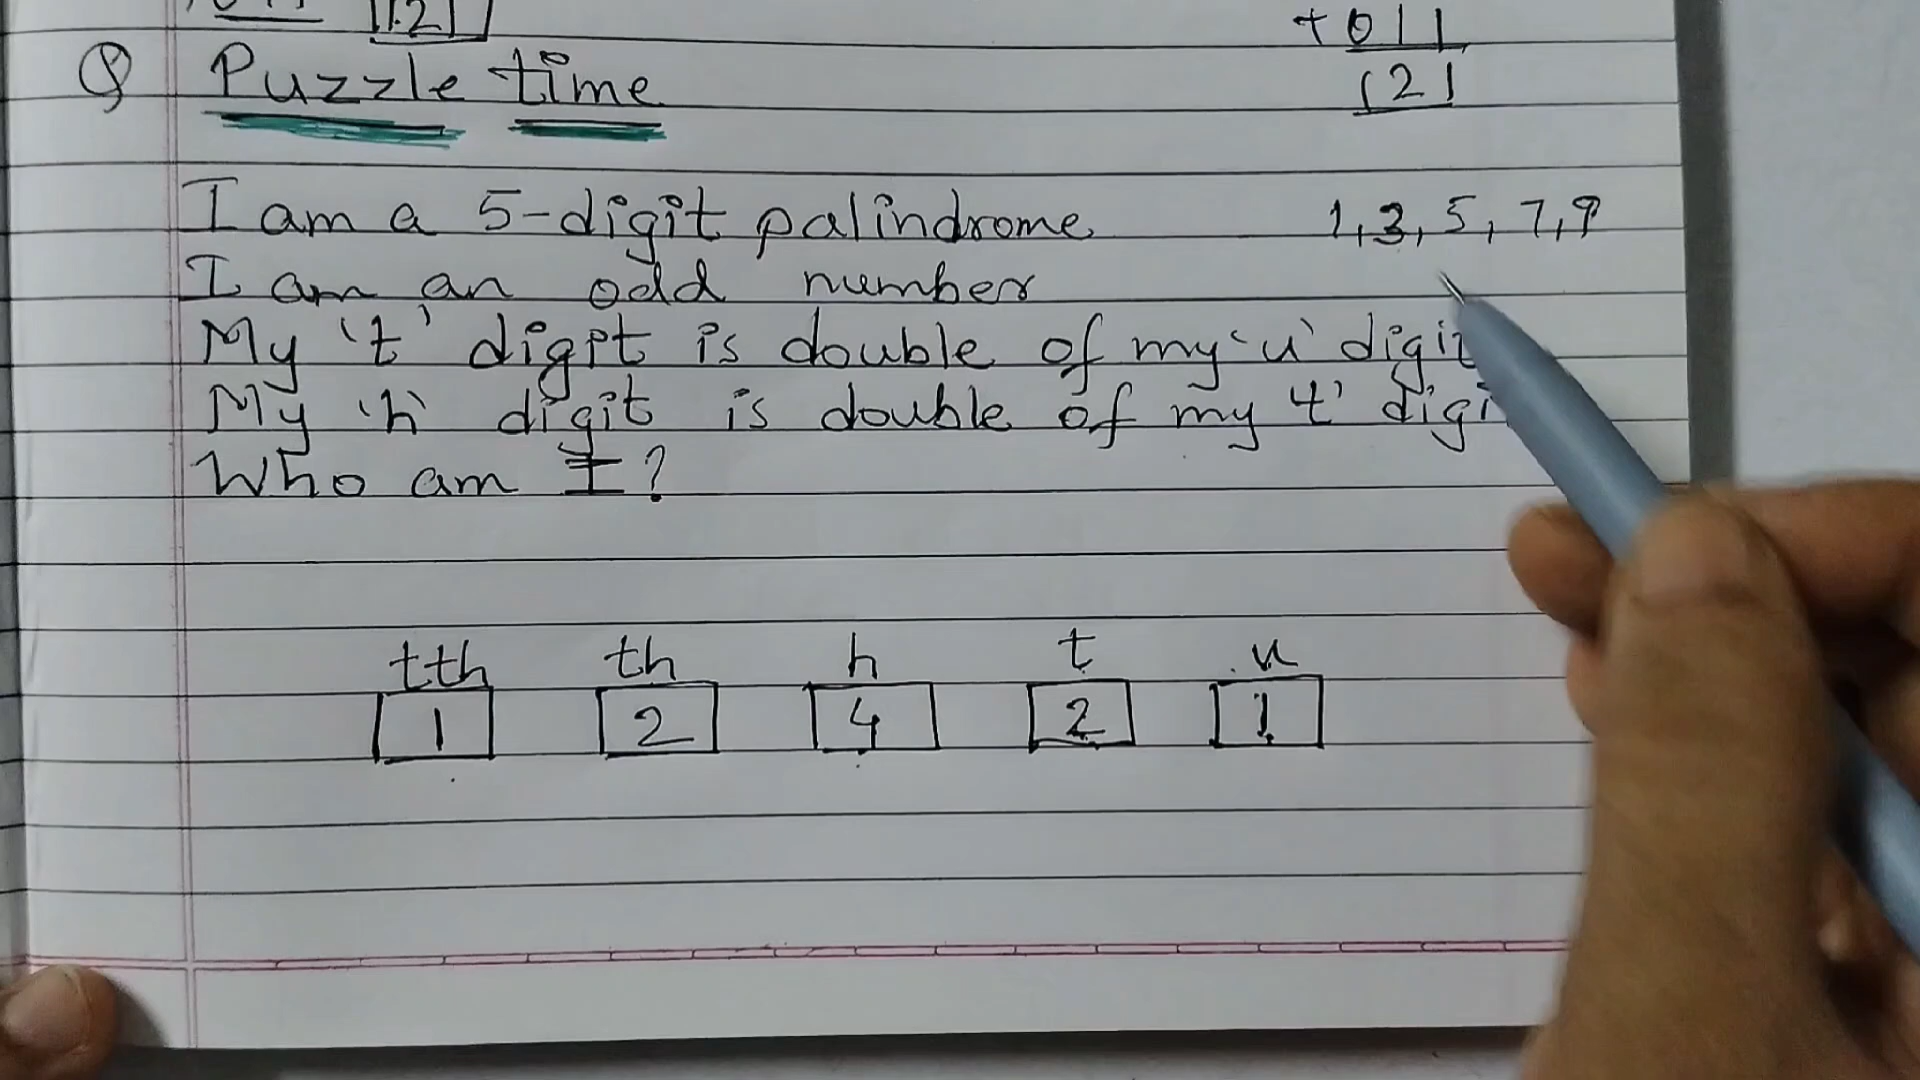 121
+ 011
121
Q Puzzle time
I am a 5-digit palindrome
1,3,5,7,9
I am an odd number
My 't' digit is double of my 'u' digit
My 'h' digit is double of my 't' digi
Who am I?
tth th h t u
1 2 4 2 1